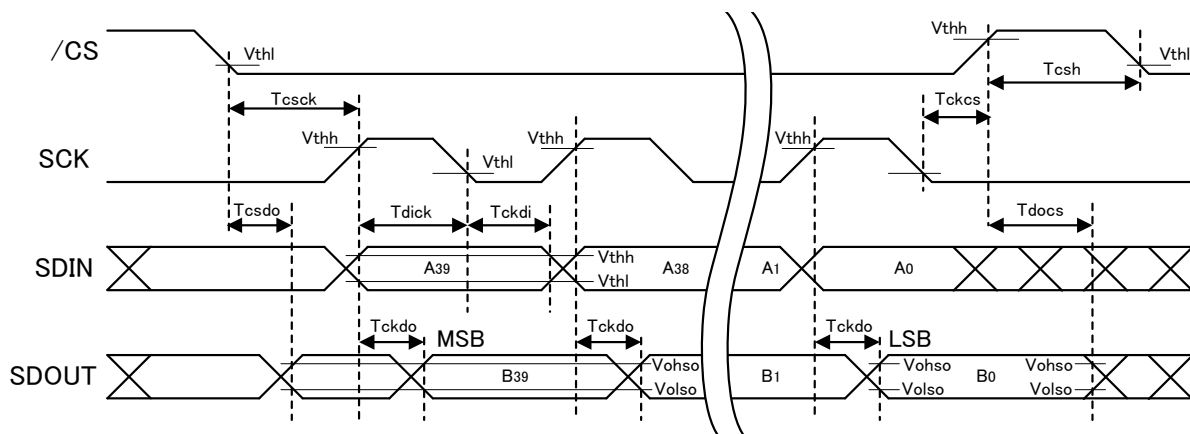 /CS
Vthl
Vthh
Vthl
Tcsck
Tcsh
Tckcs
SCK
Vthh
Vthl
Vthh
Vthh
Tcsdo
Tdick
Tckdi
Tdocs
SDIN
A39
Vthh
Vthl
A38
A1
A0
Tckdo
MSB
Tckdo
Tckdo
LSB
SDOUT
B39
Vohso
Volso
B1
Vohso
Volso
B0
Vohso
Volso